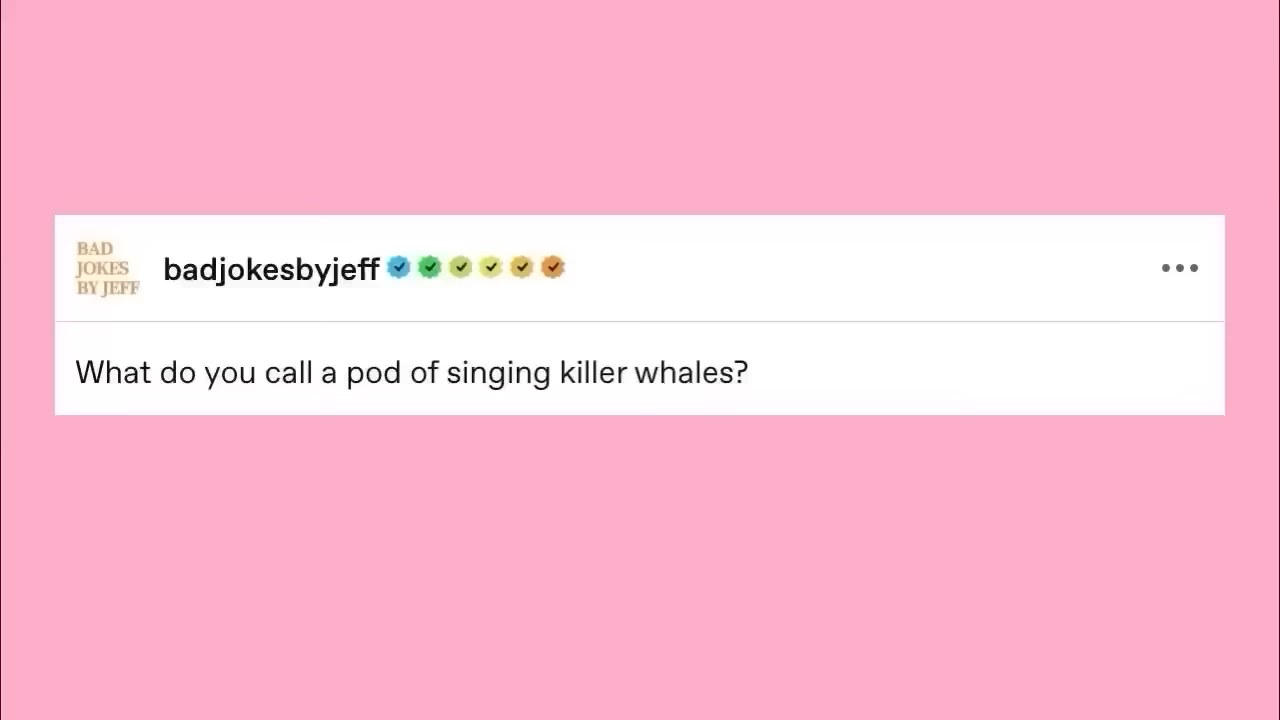 BAD
JOKES
BY JEFF
badjokesbyjeff
What do you call a pod of singing killer whales?